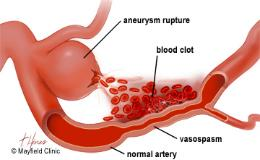 aneurysm rupture
blood clot
vasospasm
normal artery
© Mayfield Clinic